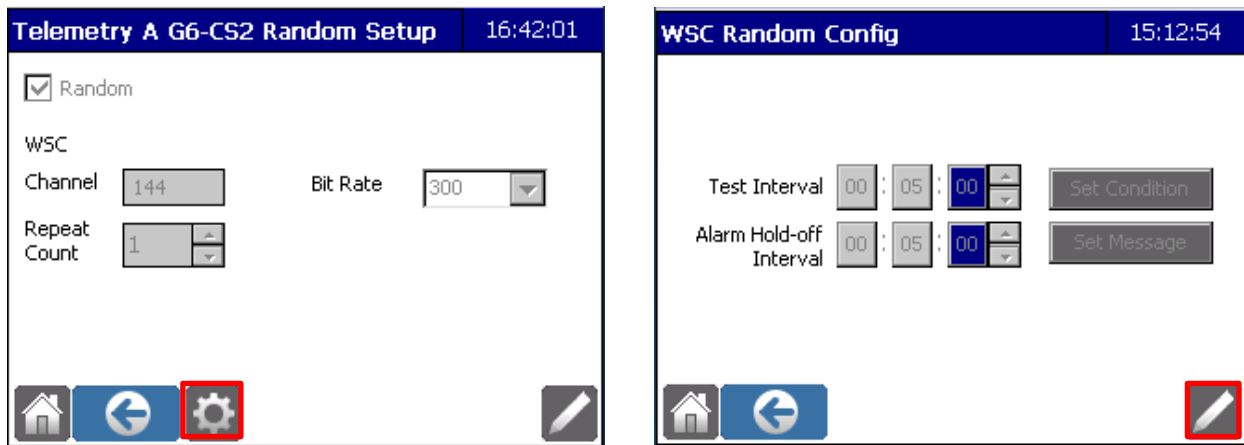 Telemetry A G6-CS2 Random Setup 16:42:01
Random
WSC
Channel 144 Bit Rate 300
Repeat
Count 1
WSC Random Config 15:12:54
Test Interval 00 : 05 : 00 Set Condition
Alarm Hold-off
Interval 00 : 05 : 00 Set Message